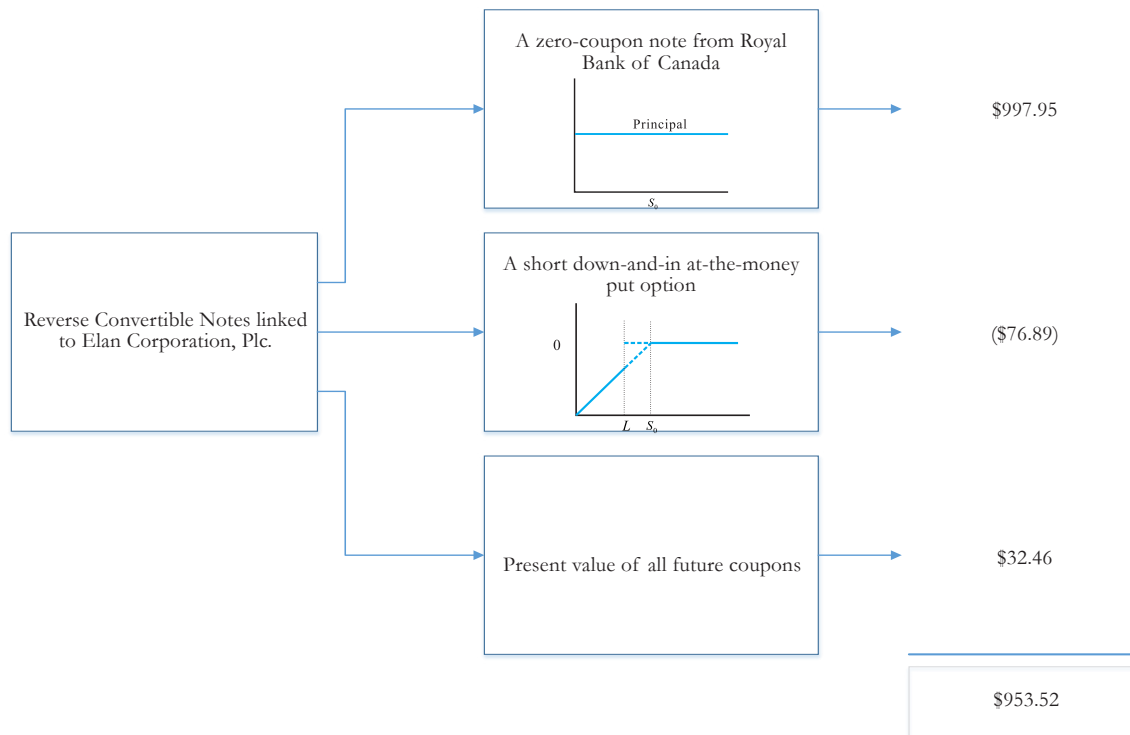 Reverse Convertible Notes linked
to Elan Corporation, Plc.
A zero-coupon note from Royal
Bank of Canada
Principal
S₀
$997.95
A short down-and-in at-the-money
put option
0
L
S₀
($76.89)
Present value of all future coupons
$32.46
$953.52